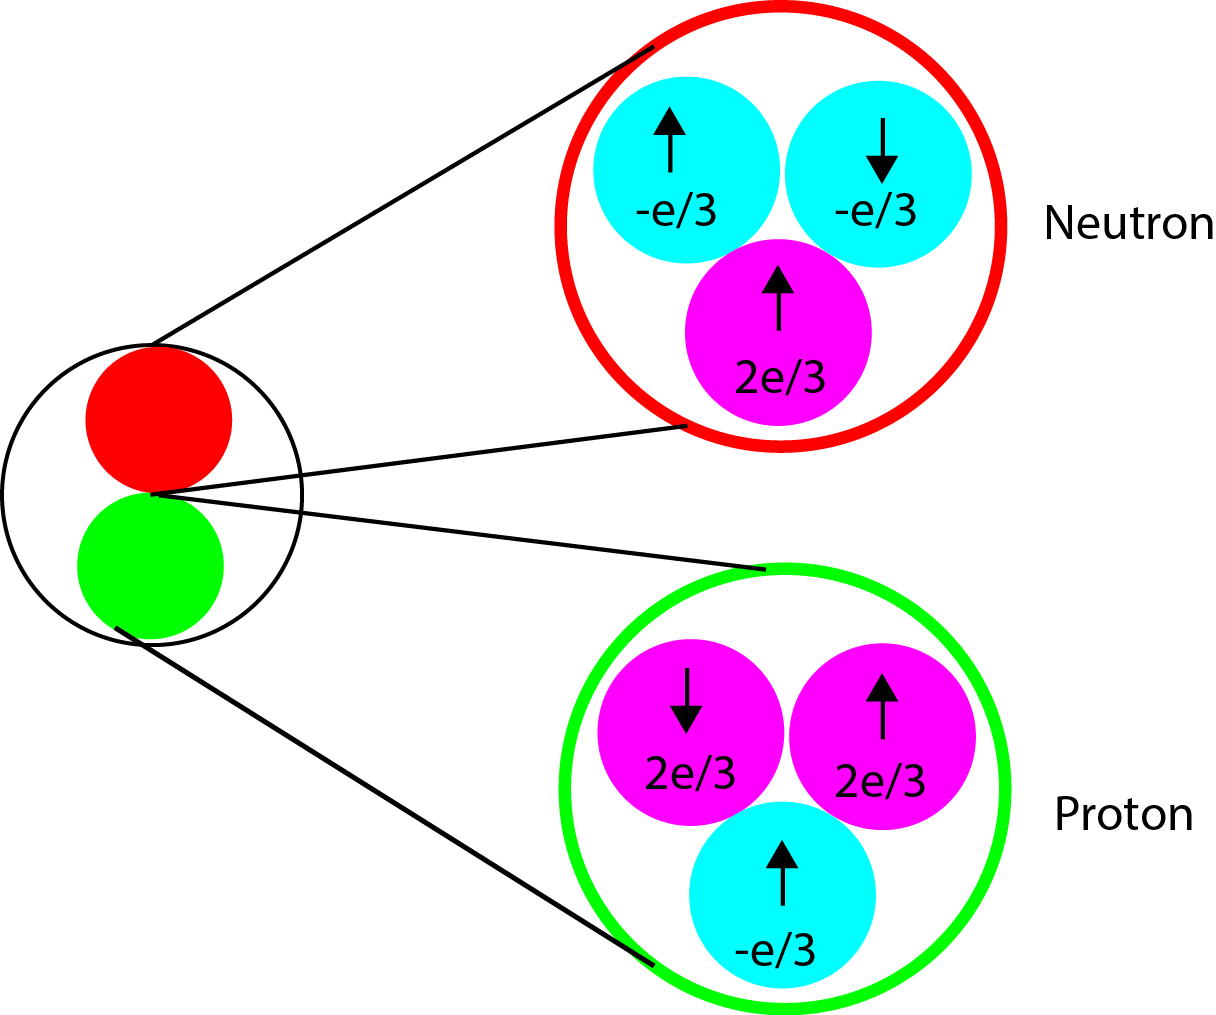 -e/3 -e/3
Neutron
2e/3
2e/3 2e/3
Proton
-e/3